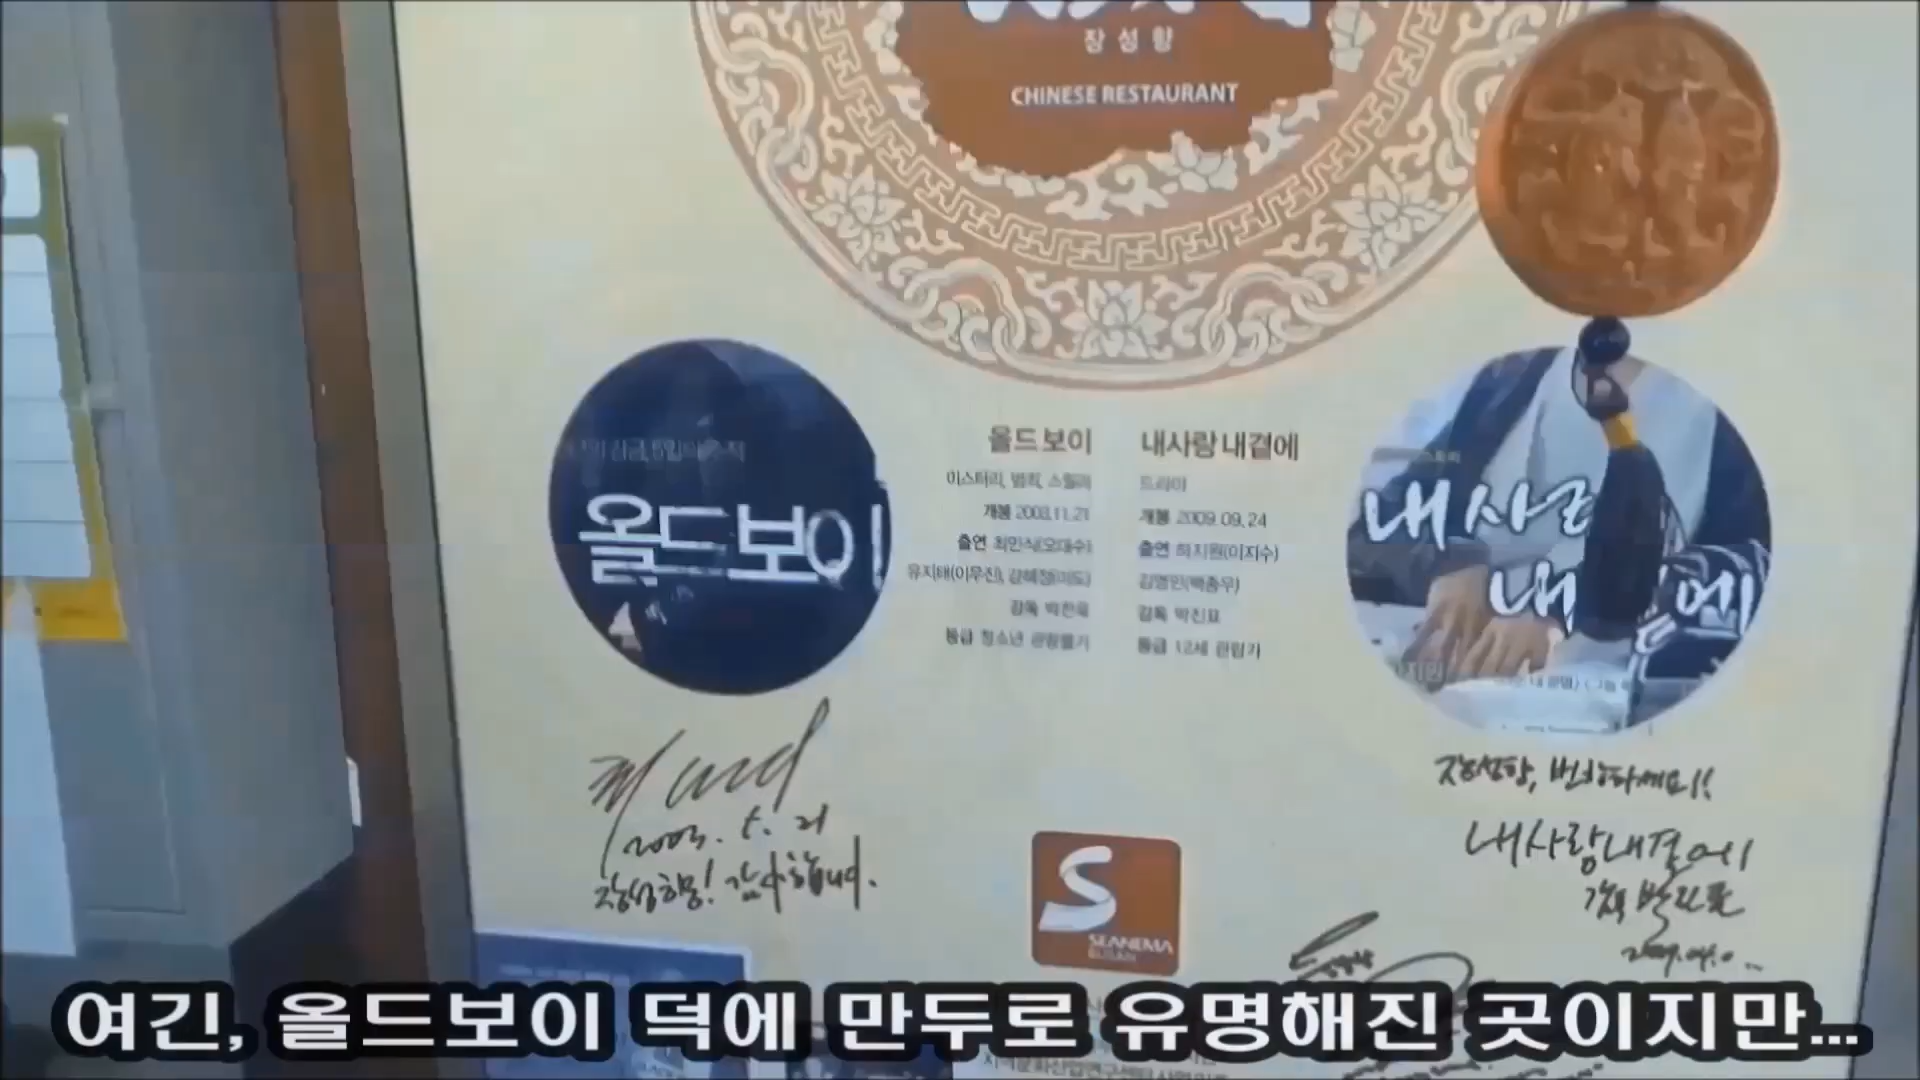 장성향
CHINESE RESTAURANT
올드보이
올드보이
미스터리, 범죄, 스릴러
개봉 2003.11.21
출연 최민식(오대수)
유지태(이우진), 강혜정(미도)
감독 박찬욱
등급 청소년 관람불가
내사랑 내곁에
드라마
개봉 2009.09.24
출연 하지원(이지수)
김명민(백종우)
감독 박진표
등급 12세 관람가
내 사
내 에
2003. 5. 21
장성향! 감사합니다.
장성향, 번창하세요!!
내사랑내곁에
감독 박진표
SEANEMA
BUSAN
여긴, 올드보이 덕에 만두로 유명해진 곳이지만...